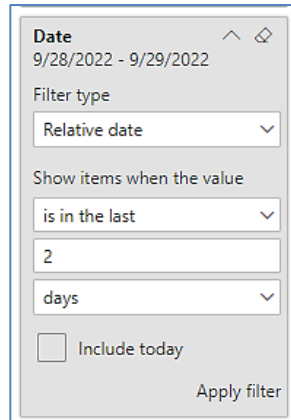 Date
9/28/2022 - 9/29/2022
Filter type
Relative date
Show items when the value
is in the last
2
days
Include today
Apply filter